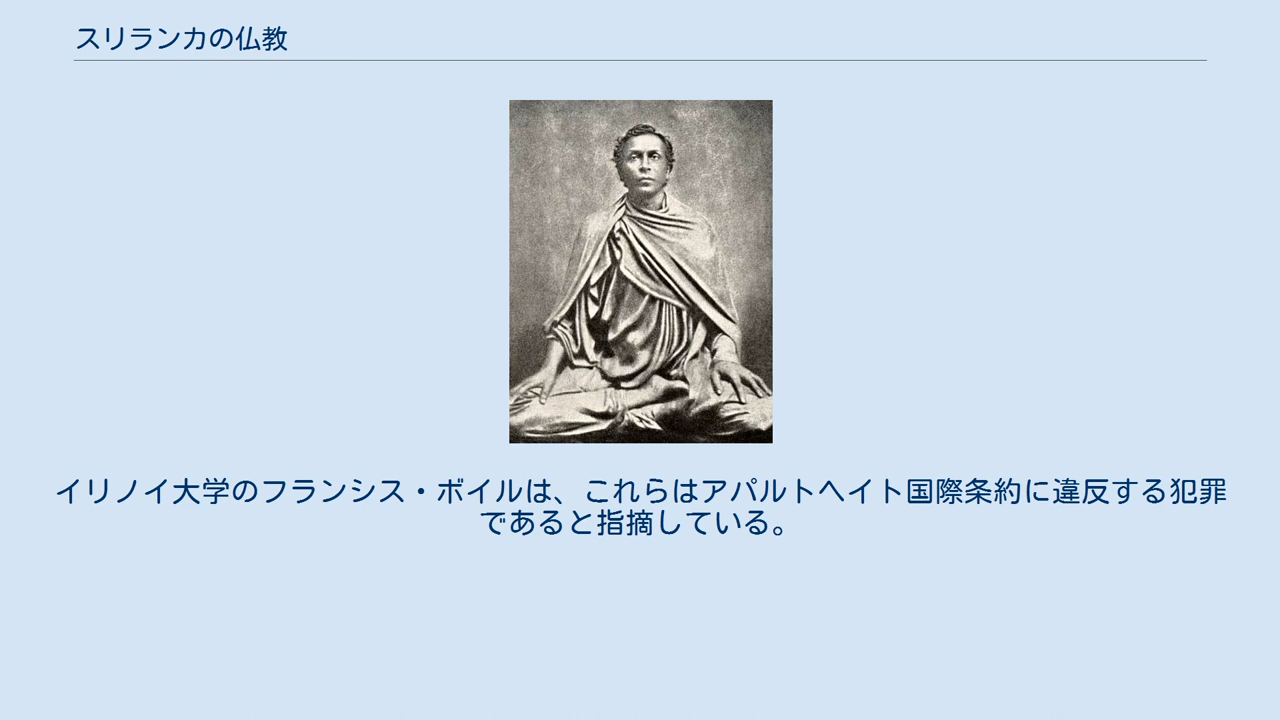 スリランカの仏教
イリノイ大学のフランシス・ボイルは、これらはアパルトヘイト国際条約に違反する犯罪
であると指摘している。